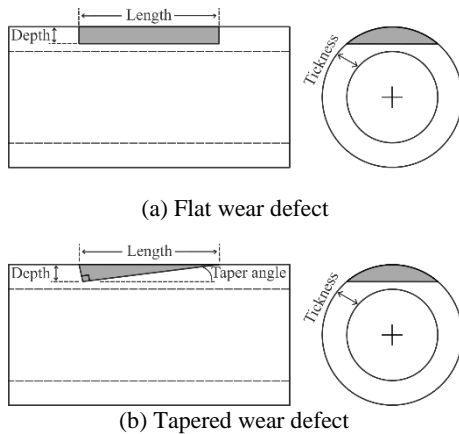 Length
Depth
Tickness
(a) Flat wear defect
Length
Depth
Taper angle
Tickness
(b) Tapered wear defect